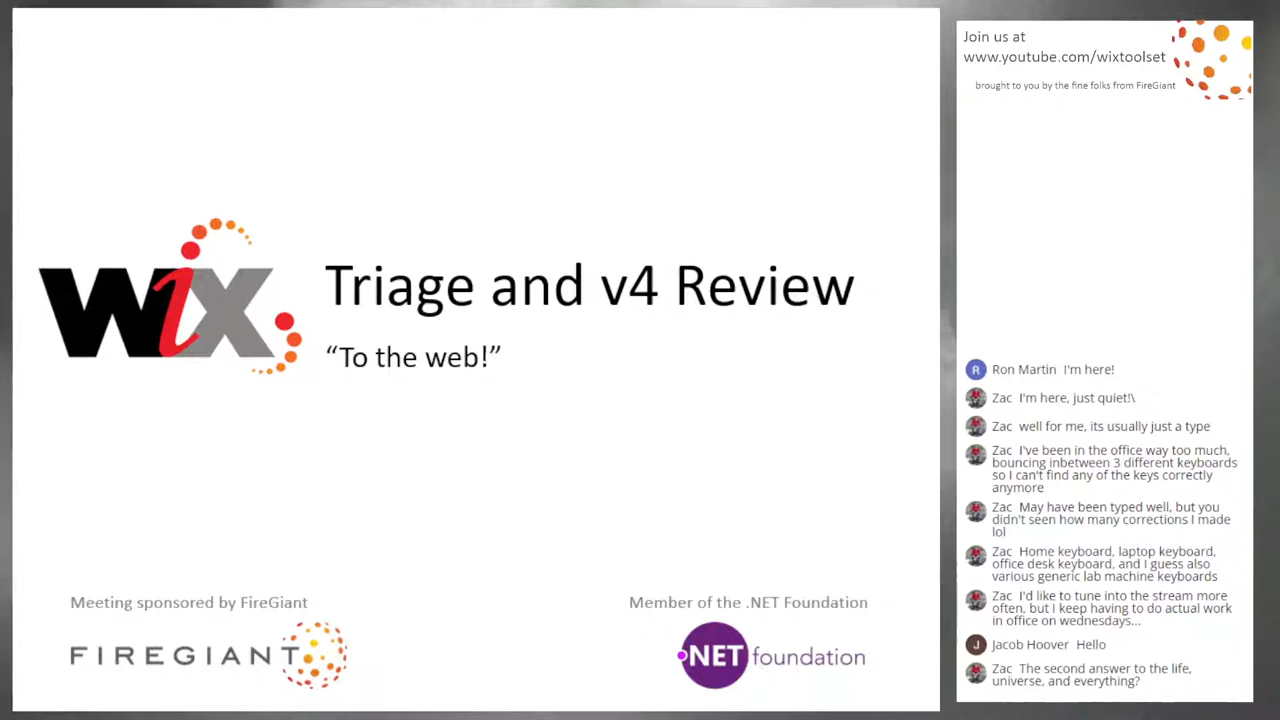 WiX
Triage and v4 Review
“To the web!”
Meeting sponsored by FireGiant
FIREGIANT
Member of the .NET Foundation
.NET foundation
Join us at
www.youtube.com/wixtoolset
brought to you by the fine folks from FireGiant
R Ron Martin I'm here!
Zac I'm here, just quiet!\
Zac well for me, its usually just a type
Zac I've been in the office way too much,
bouncing inbetween 3 different keyboards
so I can't find any of the keys correctly
anymore
Zac May have been typed well, but you
didn't seen how many corrections I made
lol
Zac Home keyboard, laptop keyboard,
office desk keyboard, and I guess also
various generic lab machine keyboards
Zac I'd like to tune into the stream more
often, but I keep having to do actual work
in office on wednesdays...
J Jacob Hoover Hello
Zac The second answer to the life,
universe, and everything?